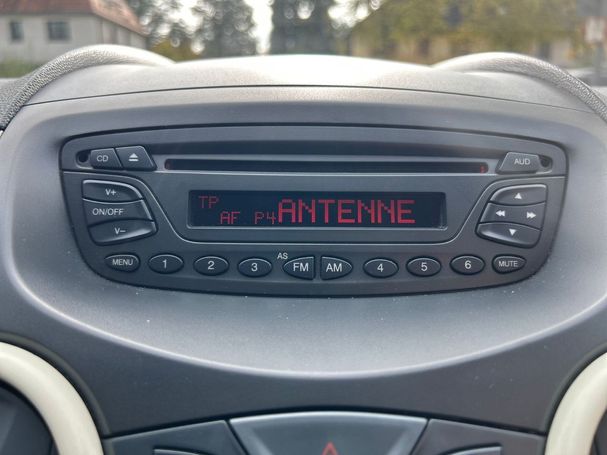 CD AUD
V+
ON/OFF
V-
TP
AF P4 ANTENNE
AS
MENU 1 2 3 FM AM 4 5 6 MUTE